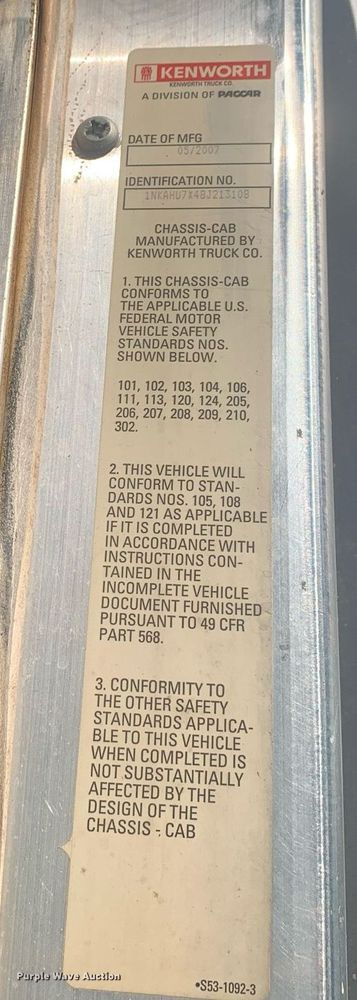 KENWORTH
KENWORTH TRUCK CO.
A DIVISION OF PACCAR
DATE OF MFG
05/2007
IDENTIFICATION NO.
1NKAHU7X48J213108
CHASSIS-CAB
MANUFACTURED BY
KENWORTH TRUCK CO.
1. THIS CHASSIS-CAB
CONFORMS TO
THE APPLICABLE U.S.
FEDERAL MOTOR
VEHICLE SAFETY
STANDARDS NOS.
SHOWN BELOW.
101, 102, 103, 104, 106,
111, 113, 120, 124, 205,
206, 207, 208, 209, 210,
302.
2. THIS VEHICLE WILL
CONFORM TO STAN-
DARDS NOS. 105, 108
AND 121 AS APPLICABLE
IF IT IS COMPLETED
IN ACCORDANCE WITH
INSTRUCTIONS CON-
TAINED IN THE
INCOMPLETE VEHICLE
DOCUMENT FURNISHED
PURSUANT TO 49 CFR
PART 568.
3. CONFORMITY TO
THE OTHER SAFETY
STANDARDS APPLICA-
BLE TO THIS VEHICLE
WHEN COMPLETED IS
NOT SUBSTANTIALLY
AFFECTED BY THE
DESIGN OF THE
CHASSIS - CAB
•S53-1092-3
Purple Wave Auction